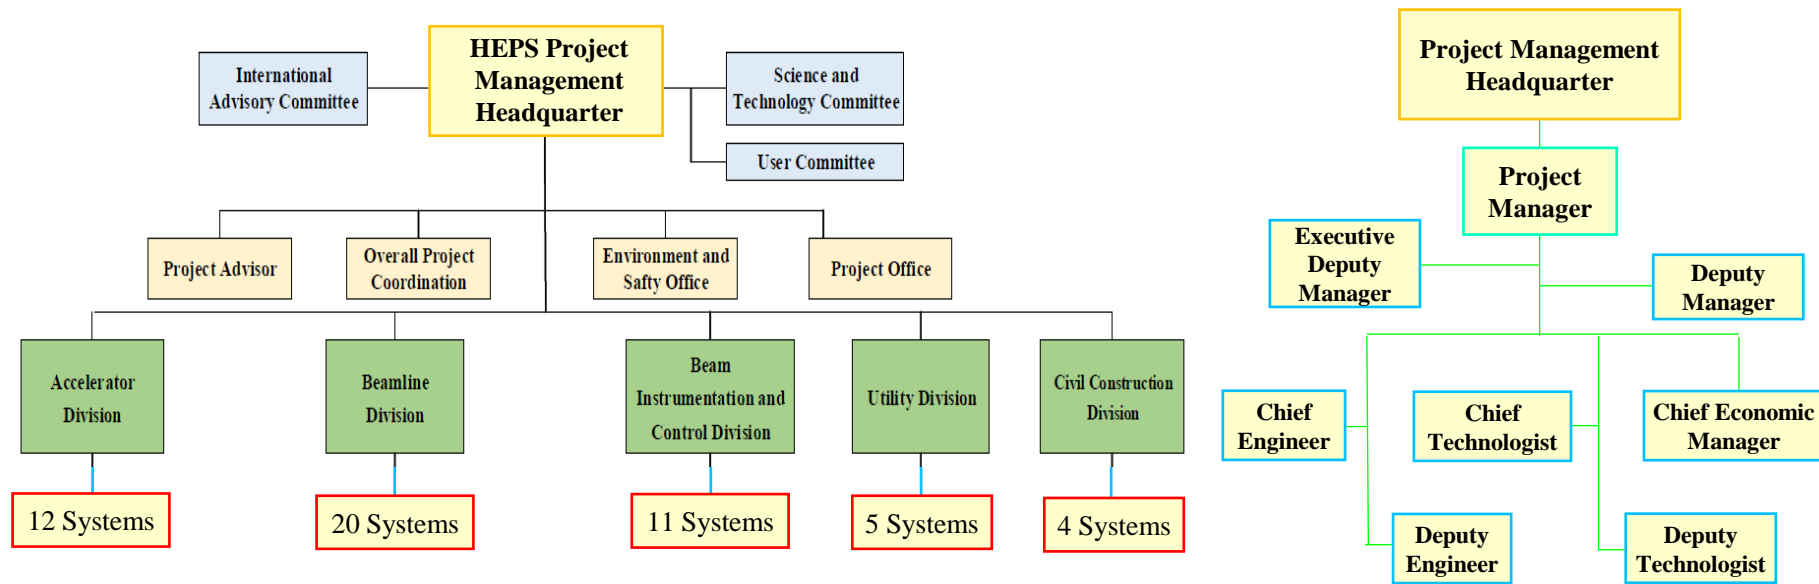 HEPS Project
Management
Headquarter
International
Advisory Committee
Science and
Technology Committee
User Committee
Project Advisor
Overall Project
Coordination
Environment and
Safty Office
Project Office
Accelerator
Division
Beamline
Division
Beam
Instrumentation and
Control Division
Utility Division
Civil Construction
Division
12 Systems
20 Systems
11 Systems
5 Systems
4 Systems
Project Management
Headquarter
Project
Manager
Executive
Deputy
Manager
Deputy
Manager
Chief
Engineer
Chief
Technologist
Chief Economic
Manager
Deputy
Engineer
Deputy
Technologist